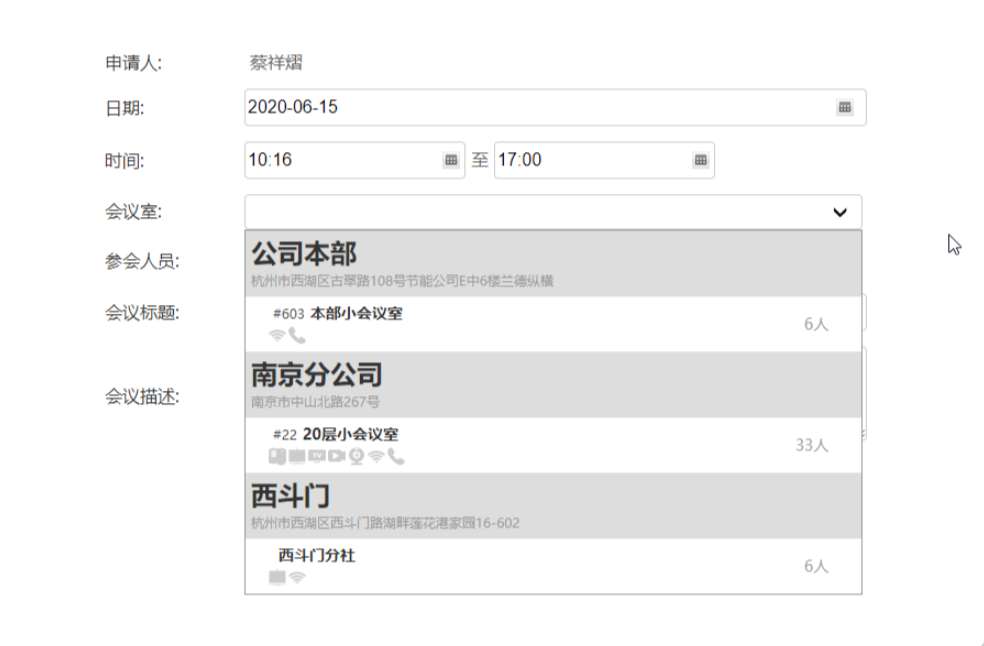 申请人: 蔡祥熠
日期: 2020-06-15
时间: 10:16 至 17:00
会议室:
公司本部
杭州市西湖区古翠路108号节能公司E中6楼兰德纵横
参会人员:
#603 本部小会议室 6人
会议标题:
南京分公司
南京市中山北路267号
会议描述:
#22 20层小会议室 33人
TV
西斗门
杭州市西湖区西斗门路湖畔莲花港家园16-602
西斗门分社 6人